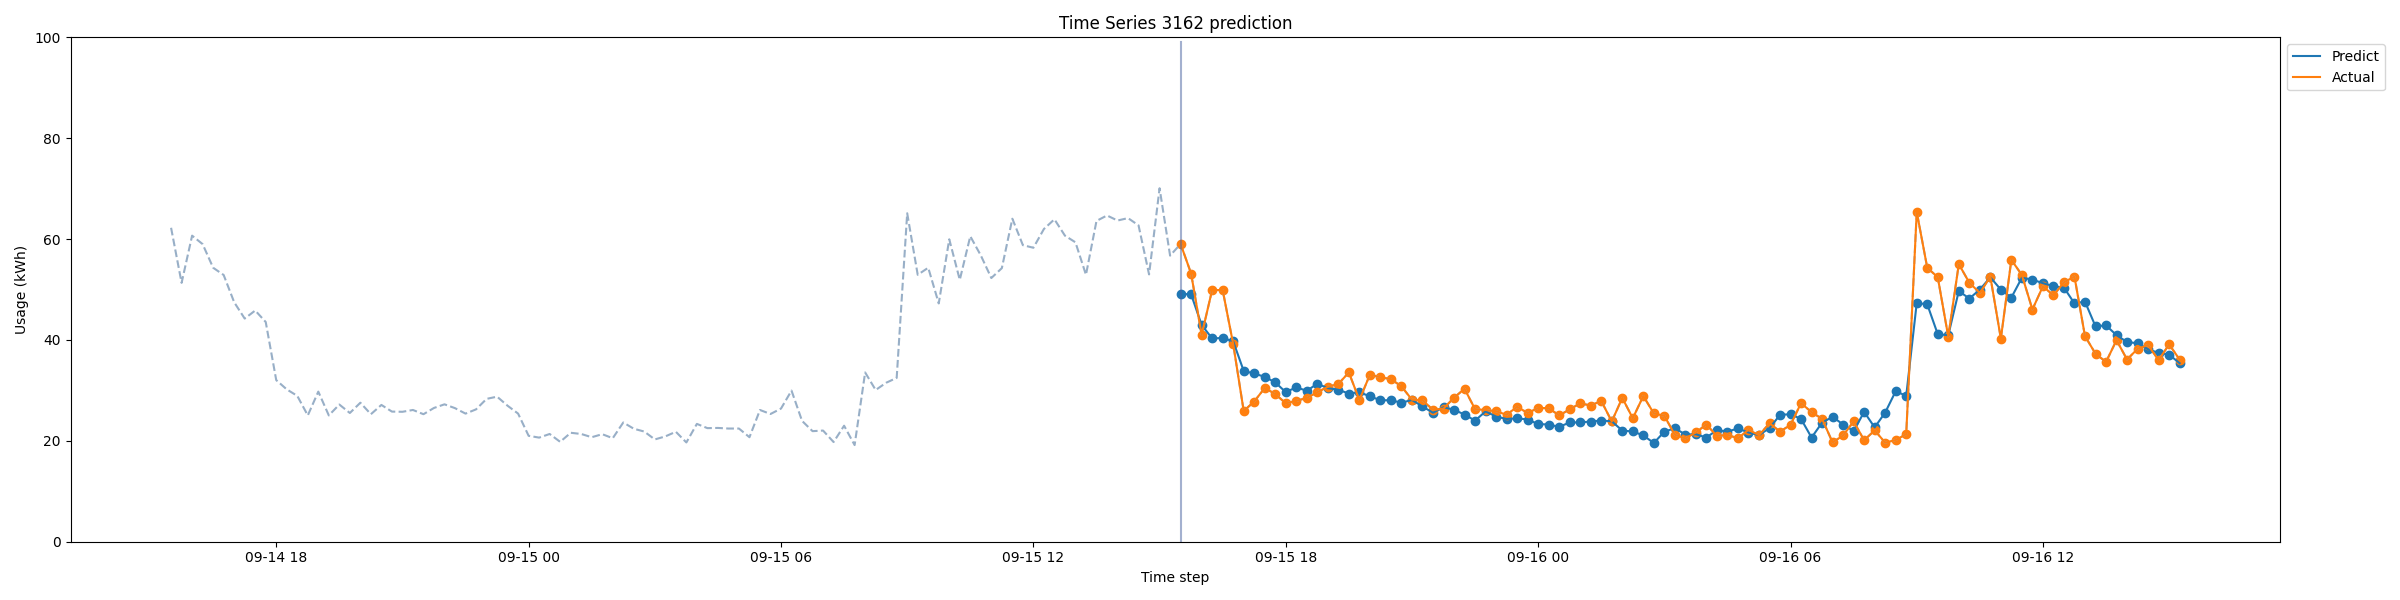 Time Series 3162 prediction
100
80
60
40
20
0
Usage (kWh)
09-14 18
09-15 00
09-15 06
09-15 12
09-15 18
09-16 00
09-16 06
09-16 12
Time step
Predict
Actual